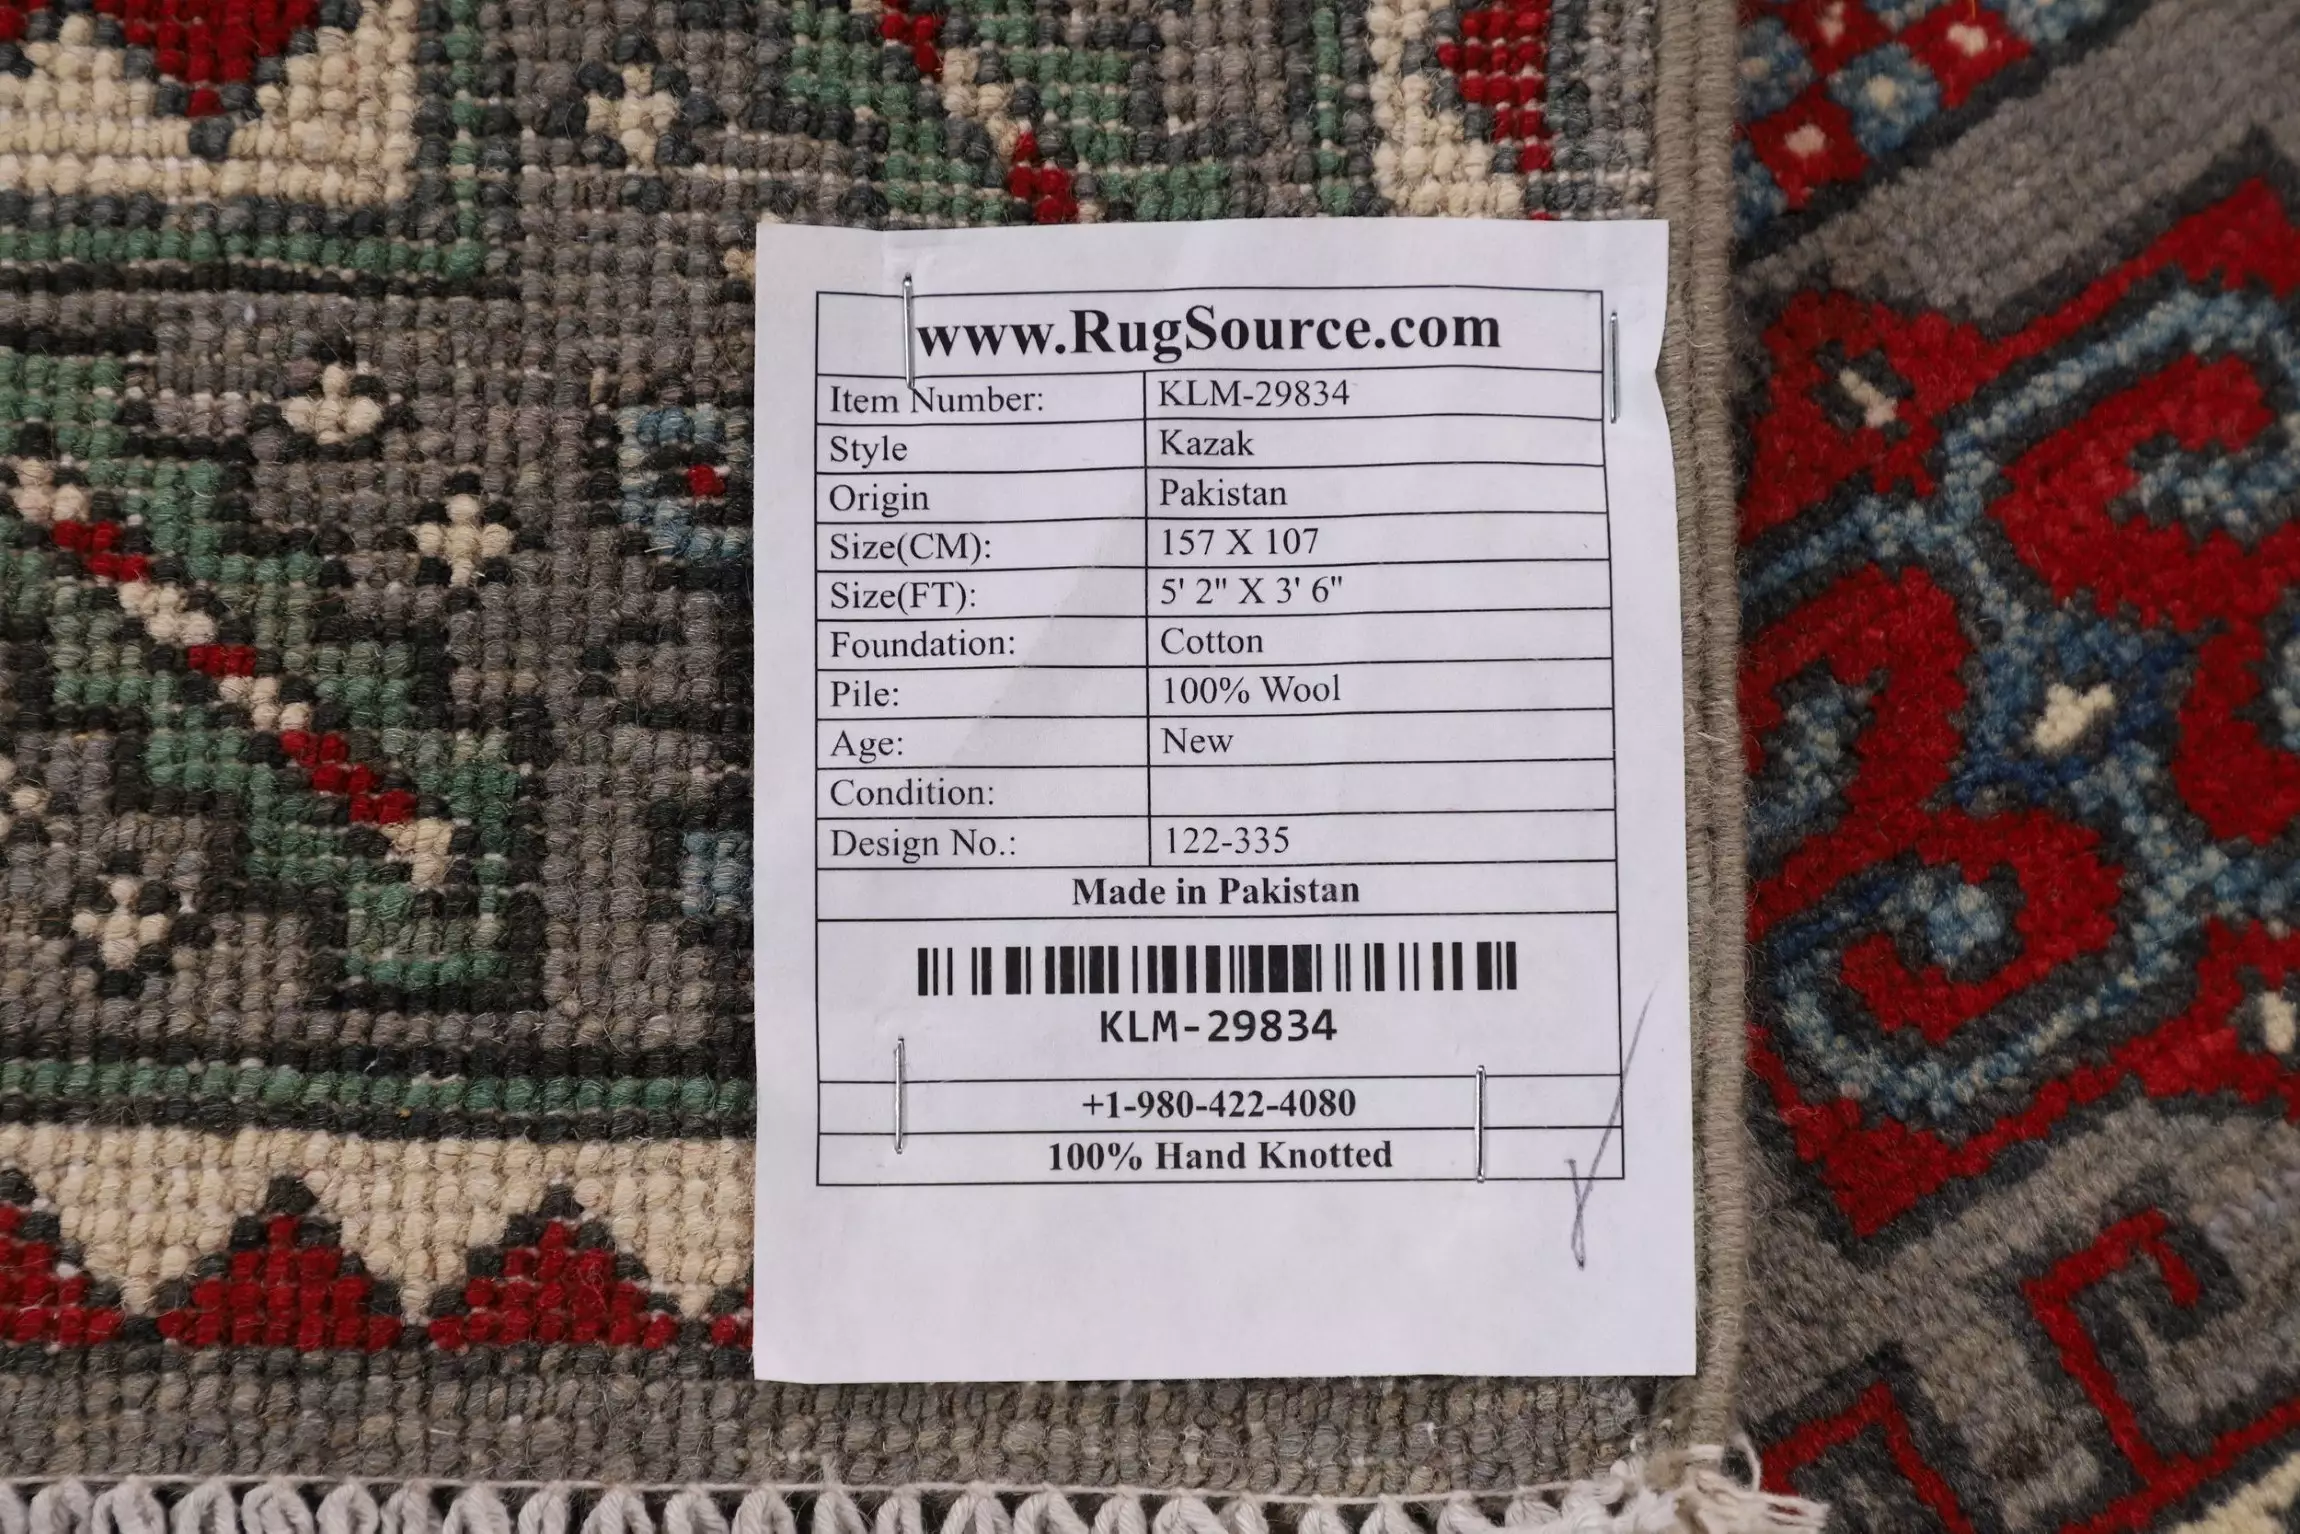 www.RugSource.com
Item Number: KLM-29834
Style Kazak
Origin Pakistan
Size(CM): 157 X 107
Size(FT): 5' 2" X 3' 6"
Foundation: Cotton
Pile: 100% Wool
Age: New
Condition:
Design No.: 122-335
Made in Pakistan
KLM-29834
+1-980-422-4080
100% Hand Knotted